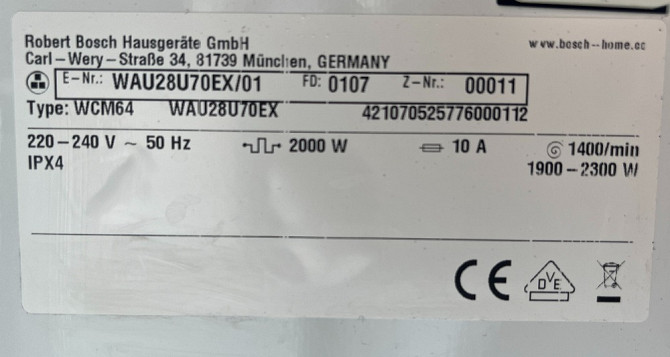 Robert Bosch Hausgeräte GmbH
www.bosch-home.cc
Carl-Wery-Straße 34, 81739 München, GERMANY
E-Nr.: WAU28U70EX/01 FD: 0107 Z-Nr.: 00011
Type: WCM64 WAU28U70EX 421070525776000112
220-240 V ~ 50 Hz 2000 W 10 A 1400/min
IPX4 1900-2300 W
CE DVE